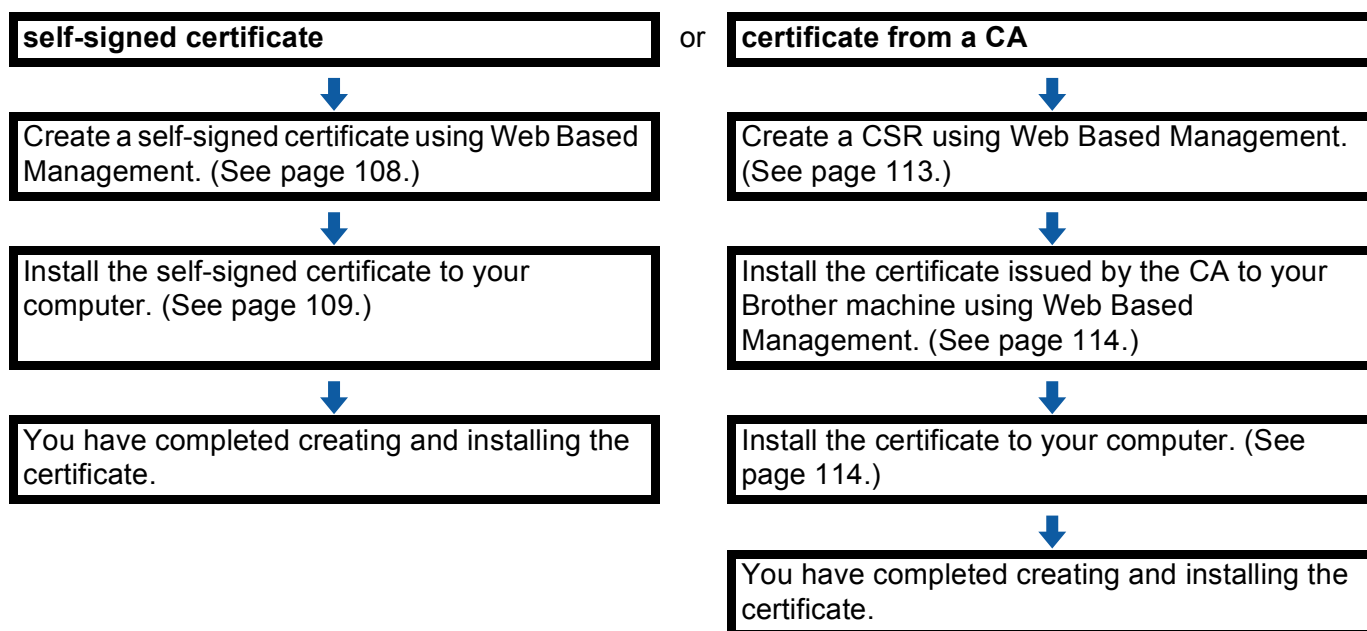 self-signed certificate
or
certificate from a CA
Create a self-signed certificate using Web Based
Management. (See page 108.)
Create a CSR using Web Based Management.
(See page 113.)
Install the self-signed certificate to your
computer. (See page 109.)
Install the certificate issued by the CA to your
Brother machine using Web Based
Management. (See page 114.)
You have completed creating and installing the
certificate.
Install the certificate to your computer. (See
page 114.)
You have completed creating and installing the
certificate.